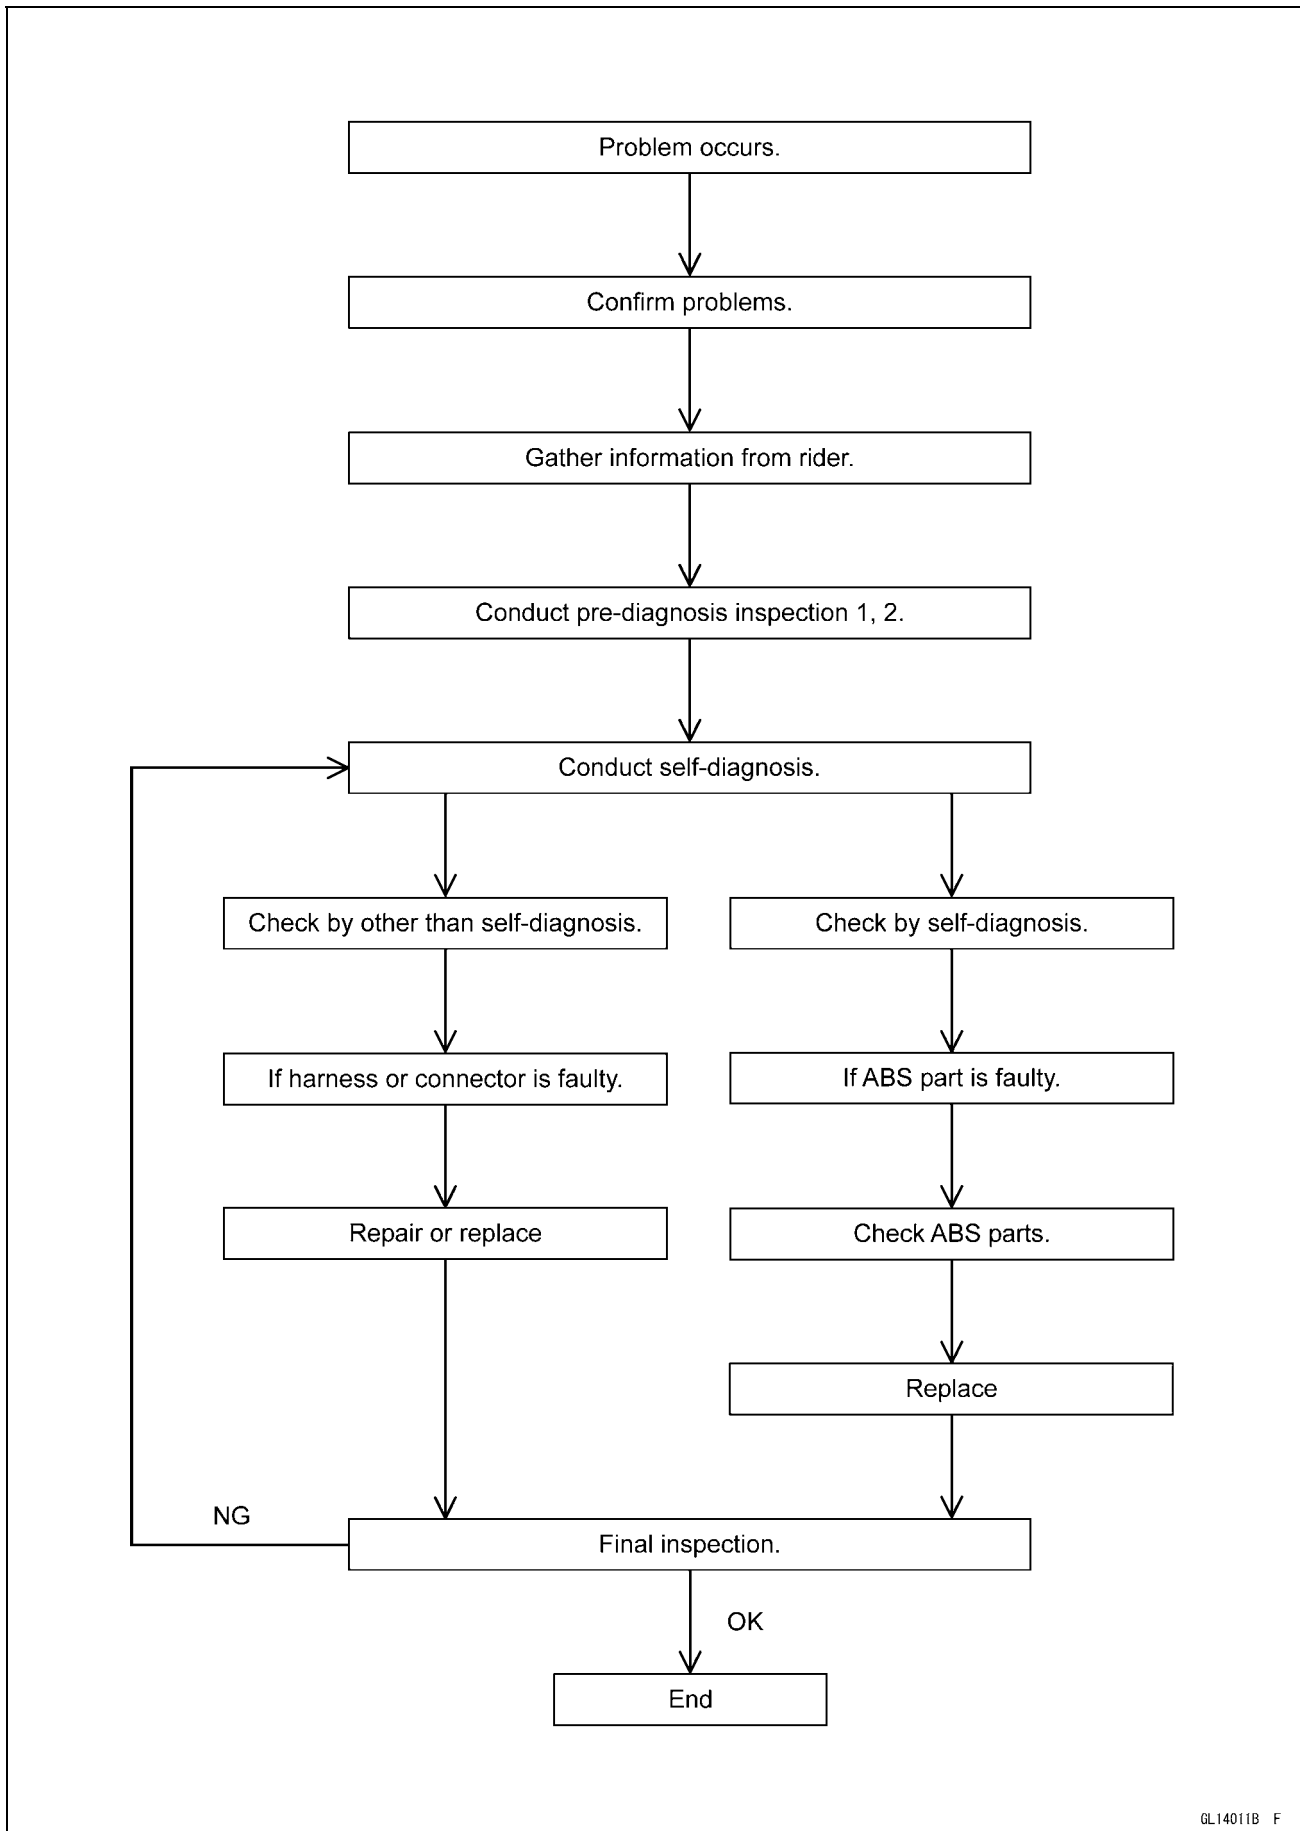 Problem occurs.
Confirm problems.
Gather information from rider.
Conduct pre-diagnosis inspection 1, 2.
Conduct self-diagnosis.
Check by other than self-diagnosis.
Check by self-diagnosis.
If harness or connector is faulty.
If ABS part is faulty.
Repair or replace
Check ABS parts.
Replace
NG
Final inspection.
OK
End
GL14011B F